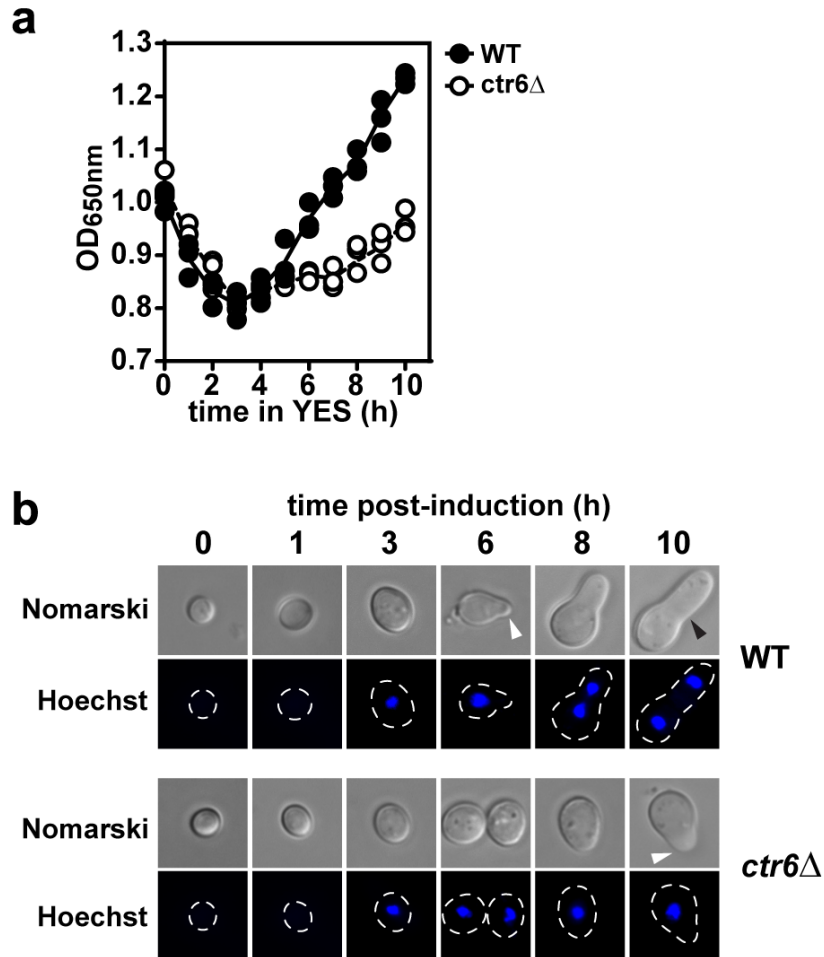 a
1.3
1.2
1.1
1.0
0.9
0.8
0.7
OD650nm
0 2 4 6 8 10
time in YES (h)
WT
ctr6Δ
b
time post-induction (h)
0 1 3 6 8 10
Nomarski
Hoechst
WT
Nomarski
Hoechst
ctr6Δ